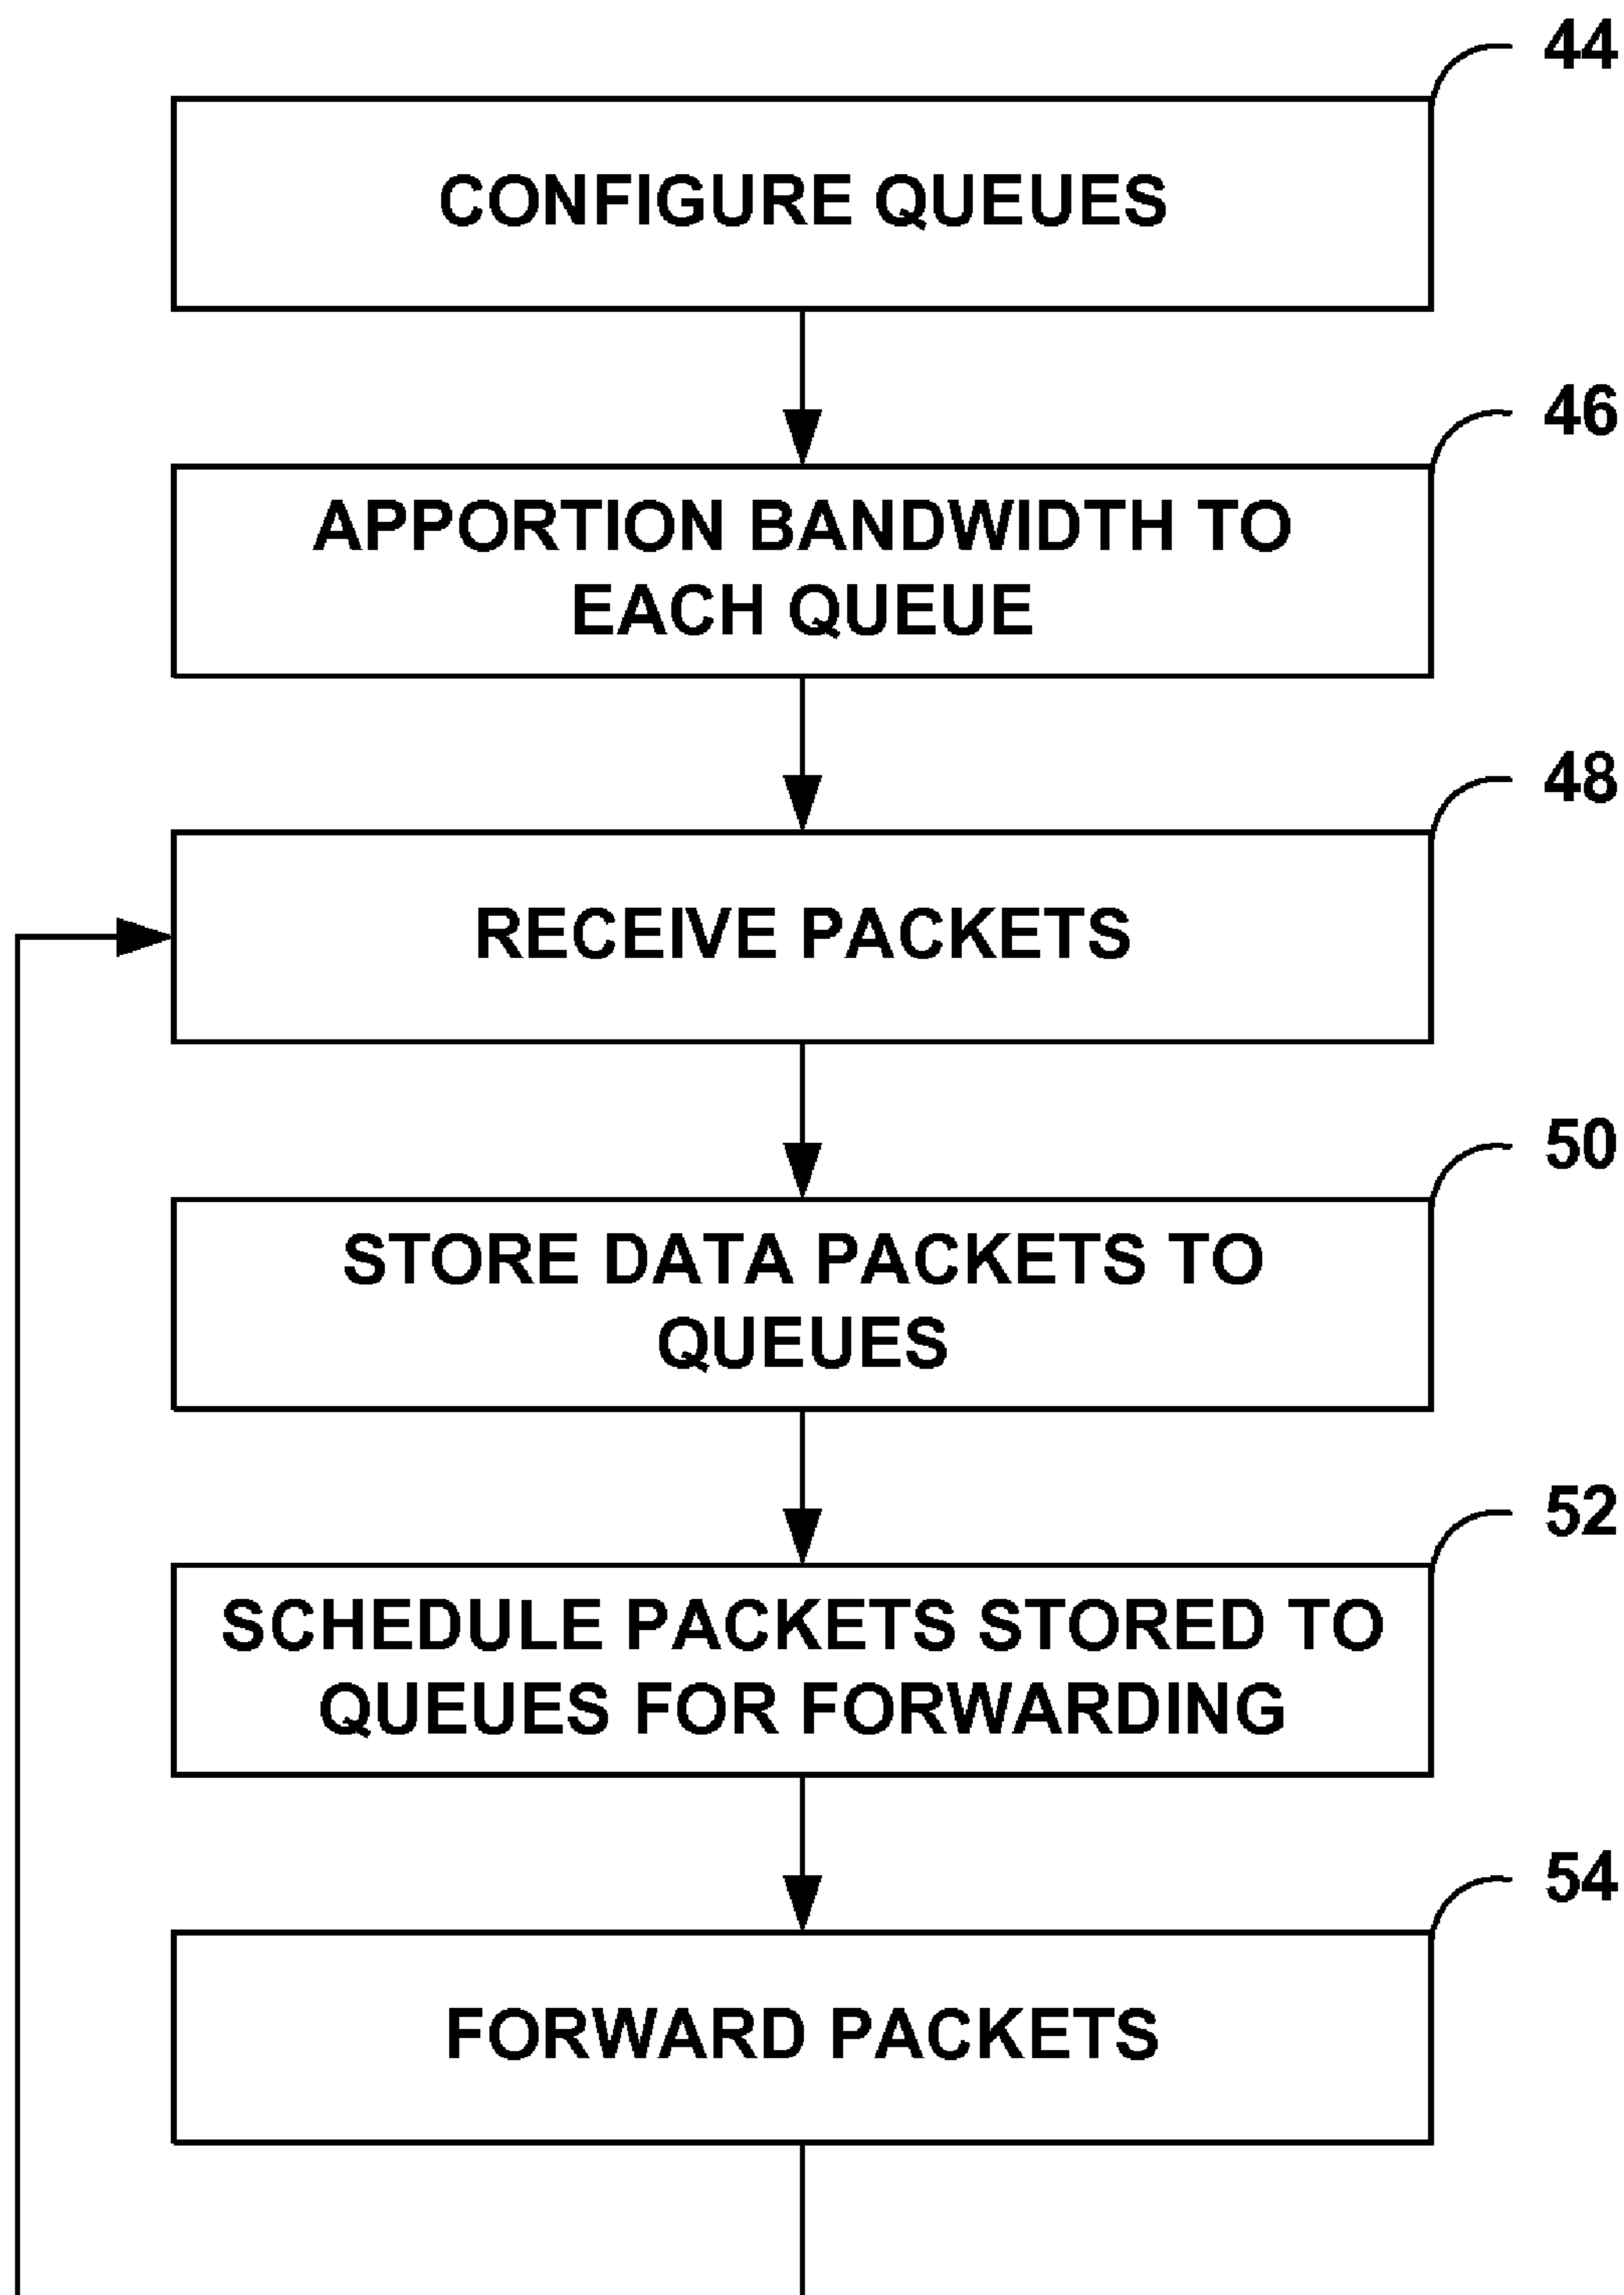 44
CONFIGURE QUEUES
46
APPORTION BANDWIDTH TO
EACH QUEUE
48
RECEIVE PACKETS
50
STORE DATA PACKETS TO
QUEUES
52
SCHEDULE PACKETS STORED TO
QUEUES FOR FORWARDING
54
FORWARD PACKETS